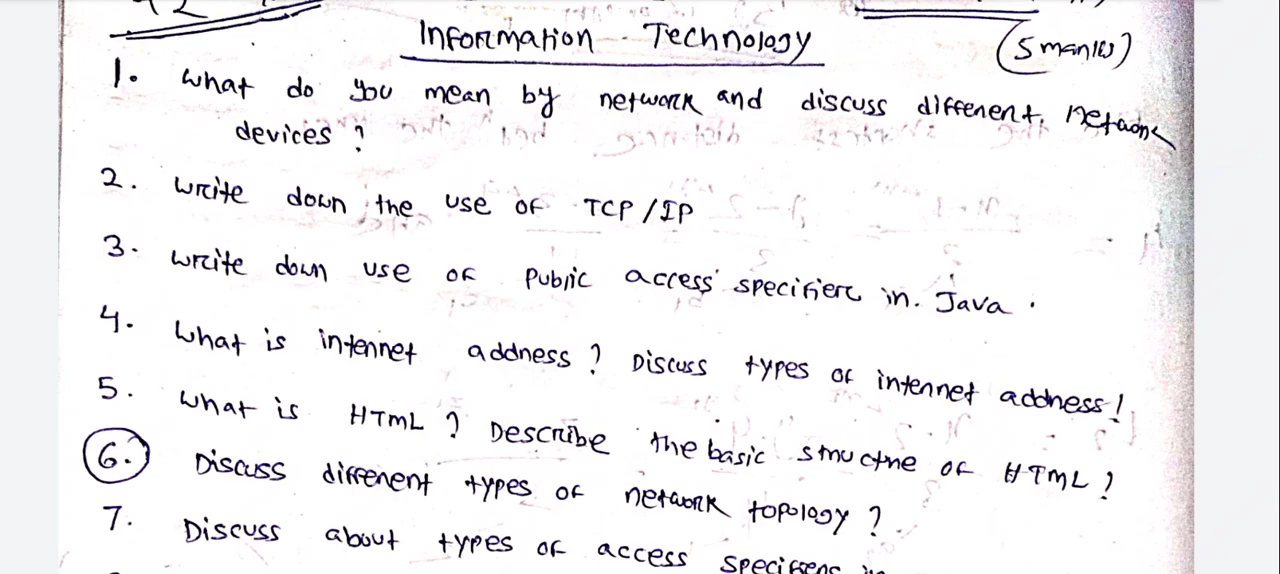 Information Technology
(5 marks)
1. What do you mean by network and discuss different network
devices ?
2. Write down the use of TCP/IP
3. Write down use of public access specifier in Java.
4. What is internet address ? Discuss types of internet address!
5. What is HTML ? Describe the basic structure of HTML ?
6. Discuss different types of network topology ?
7. Discuss about types of access specifiers in